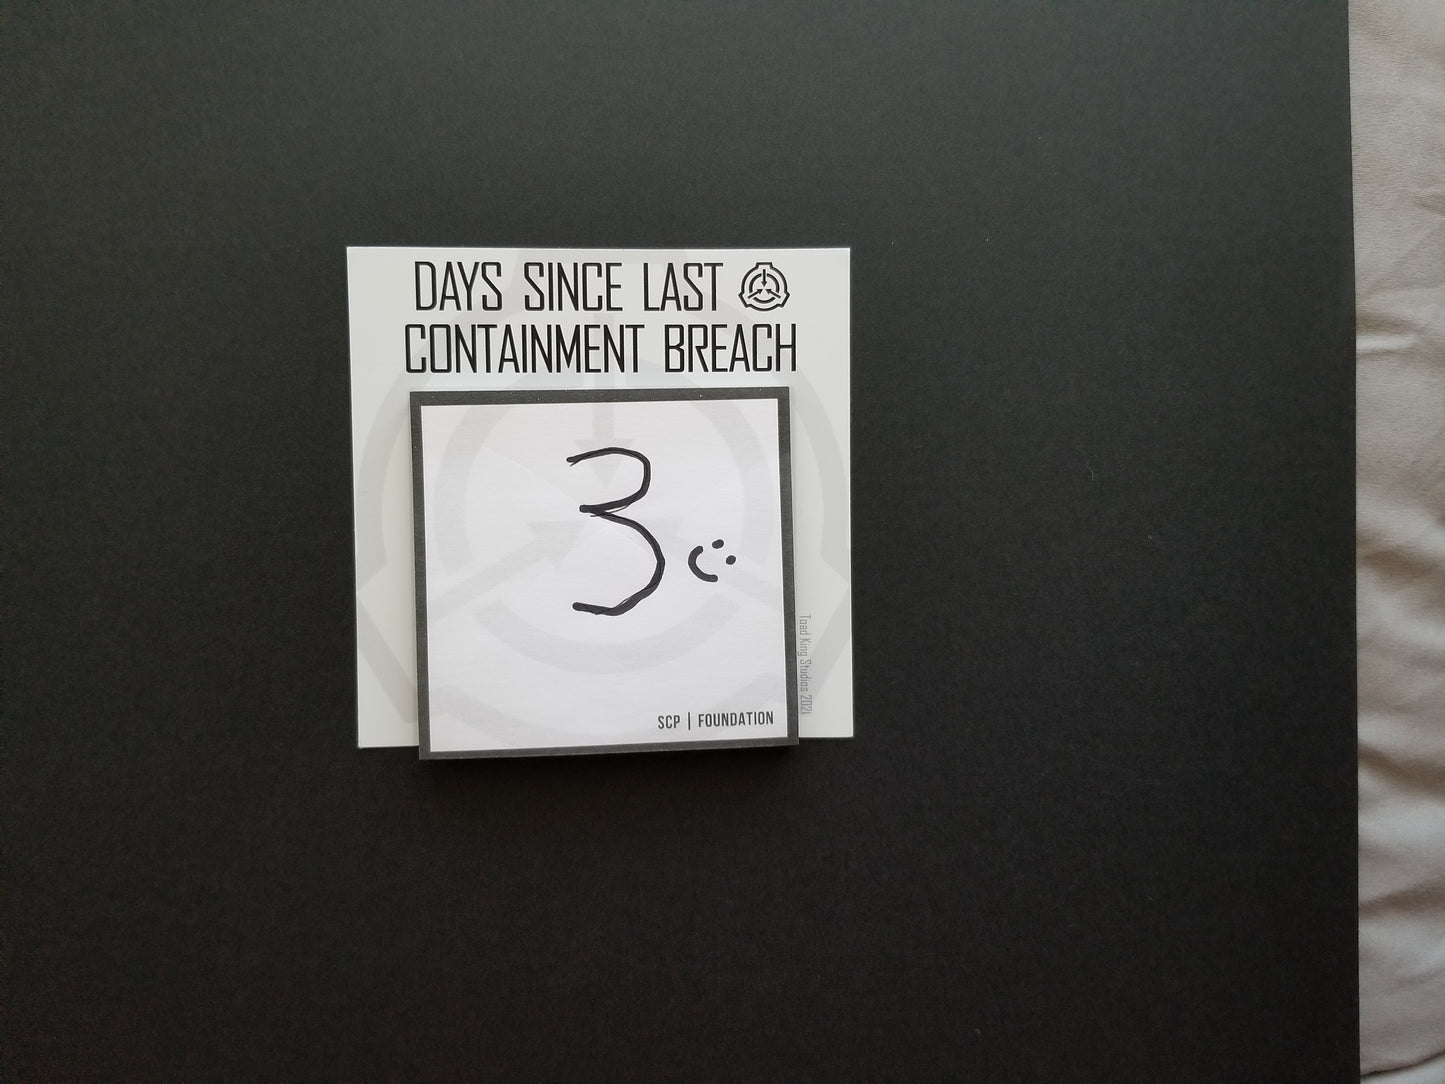 DAYS SINCE LAST
CONTAINMENT BREACH
3
SCP | FOUNDATION
Toad King Studios 2021